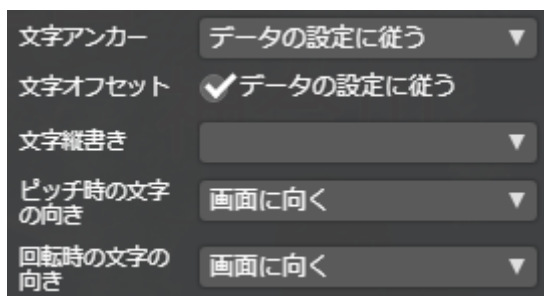 文字アンカー データの設定に従う ▼
文字オフセット データの設定に従う
文字縦書き ▼
ピッチ時の文字
の向き
画面に向く ▼
回転時の文字の
向き
画面に向く ▼